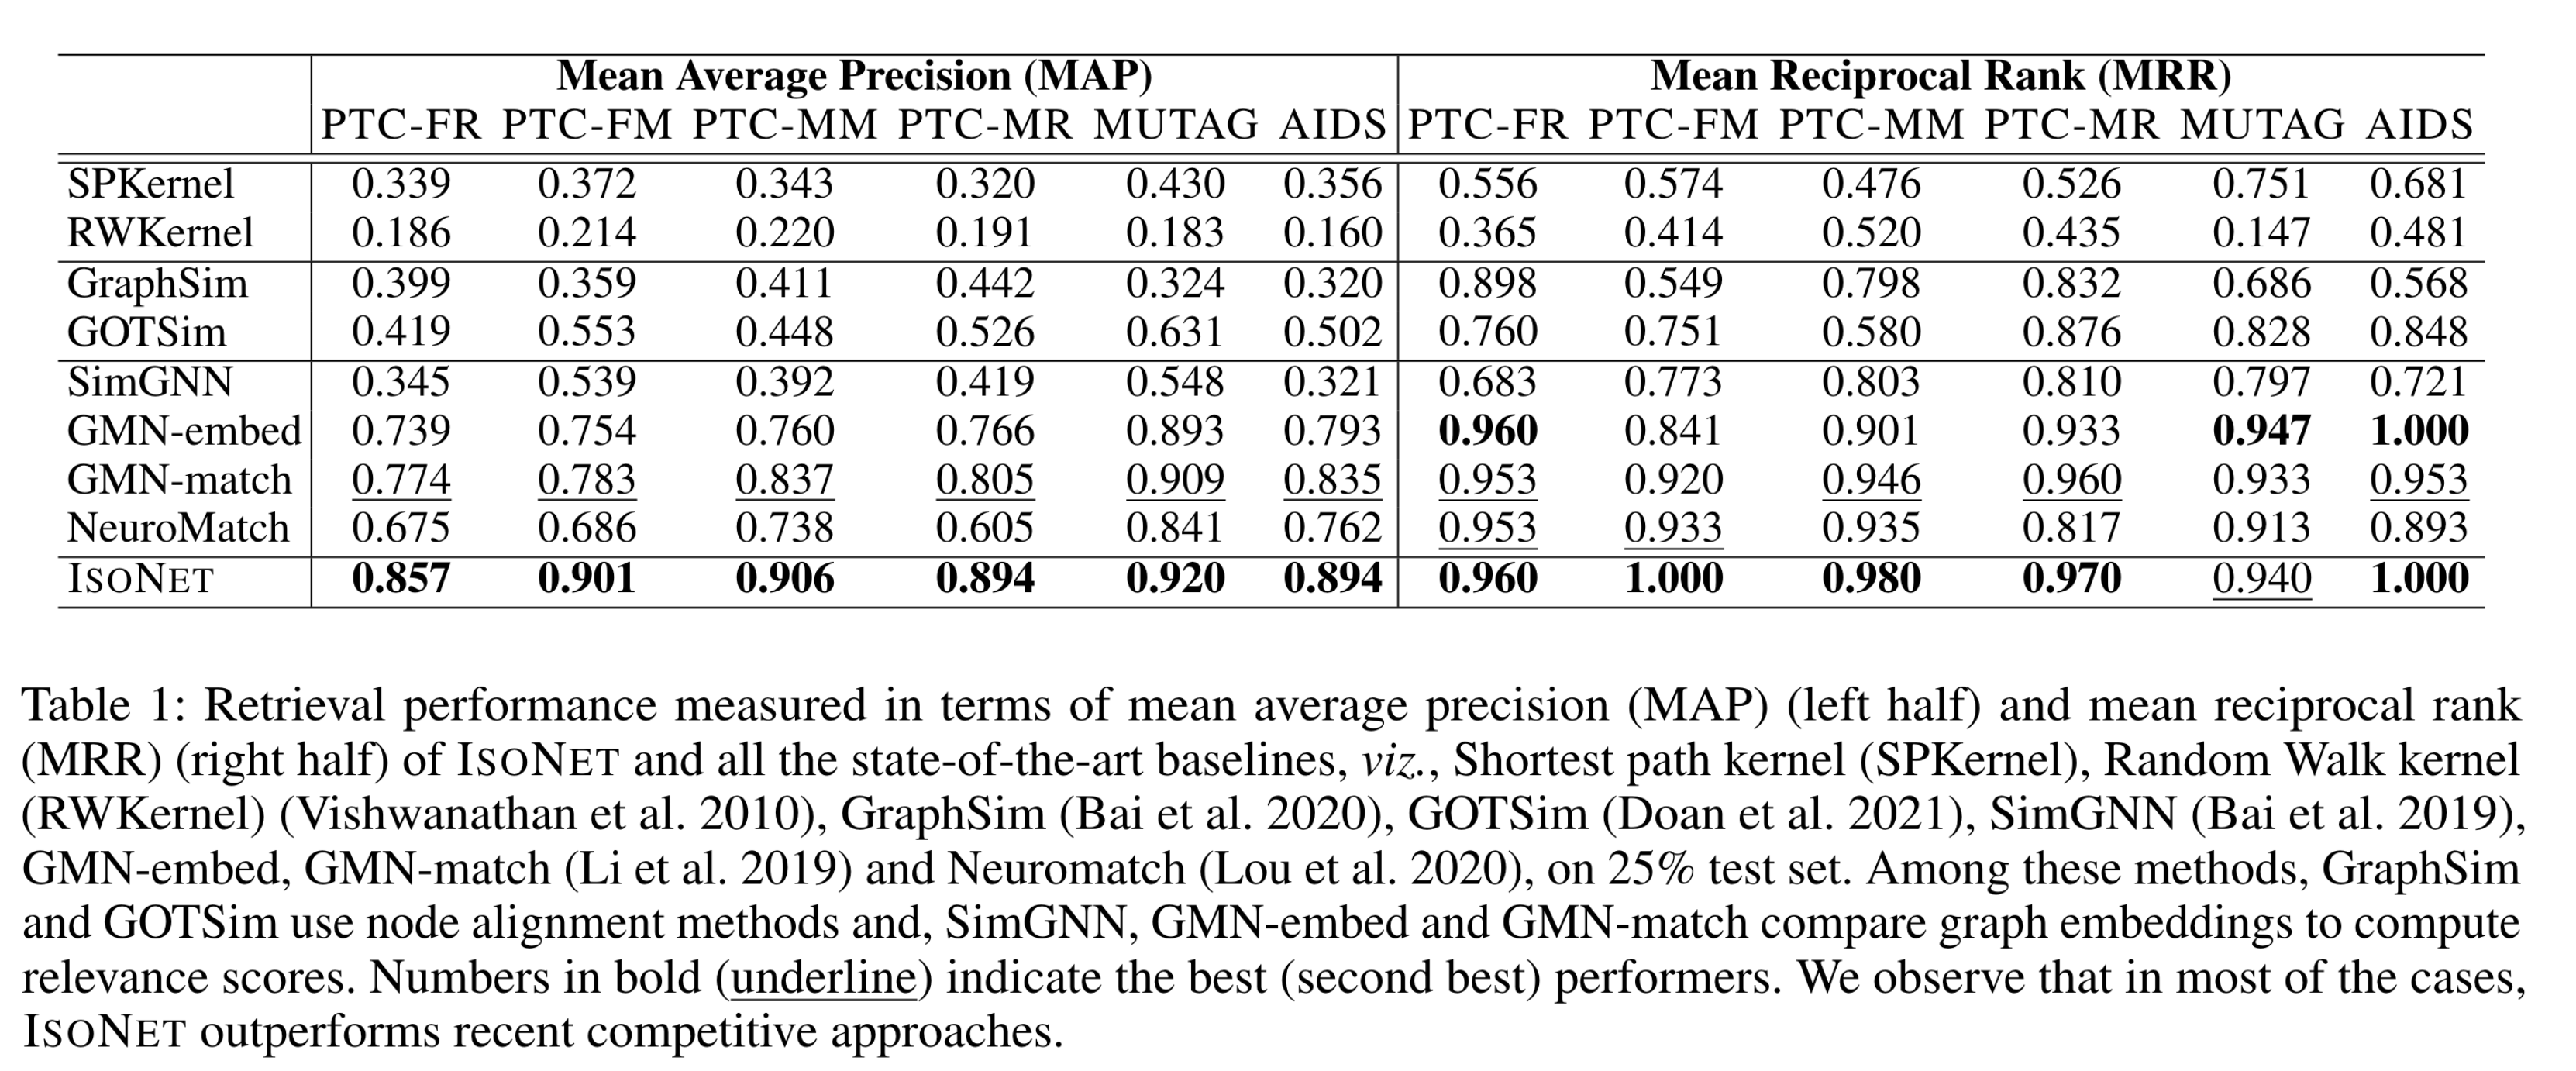 Mean Average Precision (MAP) Mean Reciprocal Rank (MRR)
PTC-FR PTC-FM PTC-MM PTC-MR MUTAG AIDS PTC-FR PTC-FM PTC-MM PTC-MR MUTAG AIDS
SPKernel 0.339 0.372 0.343 0.320 0.430 0.356 0.556 0.574 0.476 0.526 0.751 0.681
RWKernel 0.186 0.214 0.220 0.191 0.183 0.160 0.365 0.414 0.520 0.435 0.147 0.481
GraphSim 0.399 0.359 0.411 0.442 0.324 0.320 0.898 0.549 0.798 0.832 0.686 0.568
GOTSim 0.419 0.553 0.448 0.526 0.631 0.502 0.760 0.751 0.580 0.876 0.828 0.848
SimGNN 0.345 0.539 0.392 0.419 0.548 0.321 0.683 0.773 0.803 0.810 0.797 0.721
GMN-embed 0.739 0.754 0.760 0.766 0.893 0.793 0.960 0.841 0.901 0.933 0.947 1.000
GMN-match 0.774 0.783 0.837 0.805 0.909 0.835 0.953 0.920 0.946 0.960 0.933 0.953
NeuroMatch 0.675 0.686 0.738 0.605 0.841 0.762 0.953 0.933 0.935 0.817 0.913 0.893
ISONET 0.857 0.901 0.906 0.894 0.920 0.894 0.960 1.000 0.980 0.970 0.940 1.000
Table 1: Retrieval performance measured in terms of mean average precision (MAP) (left half) and mean reciprocal rank
(MRR) (right half) of ISONET and all the state-of-the-art baselines, viz., Shortest path kernel (SPKernel), Random Walk kernel
(RWKernel) (Vishwanathan et al. 2010), GraphSim (Bai et al. 2020), GOTSim (Doan et al. 2021), SimGNN (Bai et al. 2019),
GMN-embed, GMN-match (Li et al. 2019) and Neuromatch (Lou et al. 2020), on 25% test set. Among these methods, GraphSim
and GOTSim use node alignment methods and, SimGNN, GMN-embed and GMN-match compare graph embeddings to compute
relevance scores. Numbers in bold (underline) indicate the best (second best) performers. We observe that in most of the cases,
ISONET outperforms recent competitive approaches.